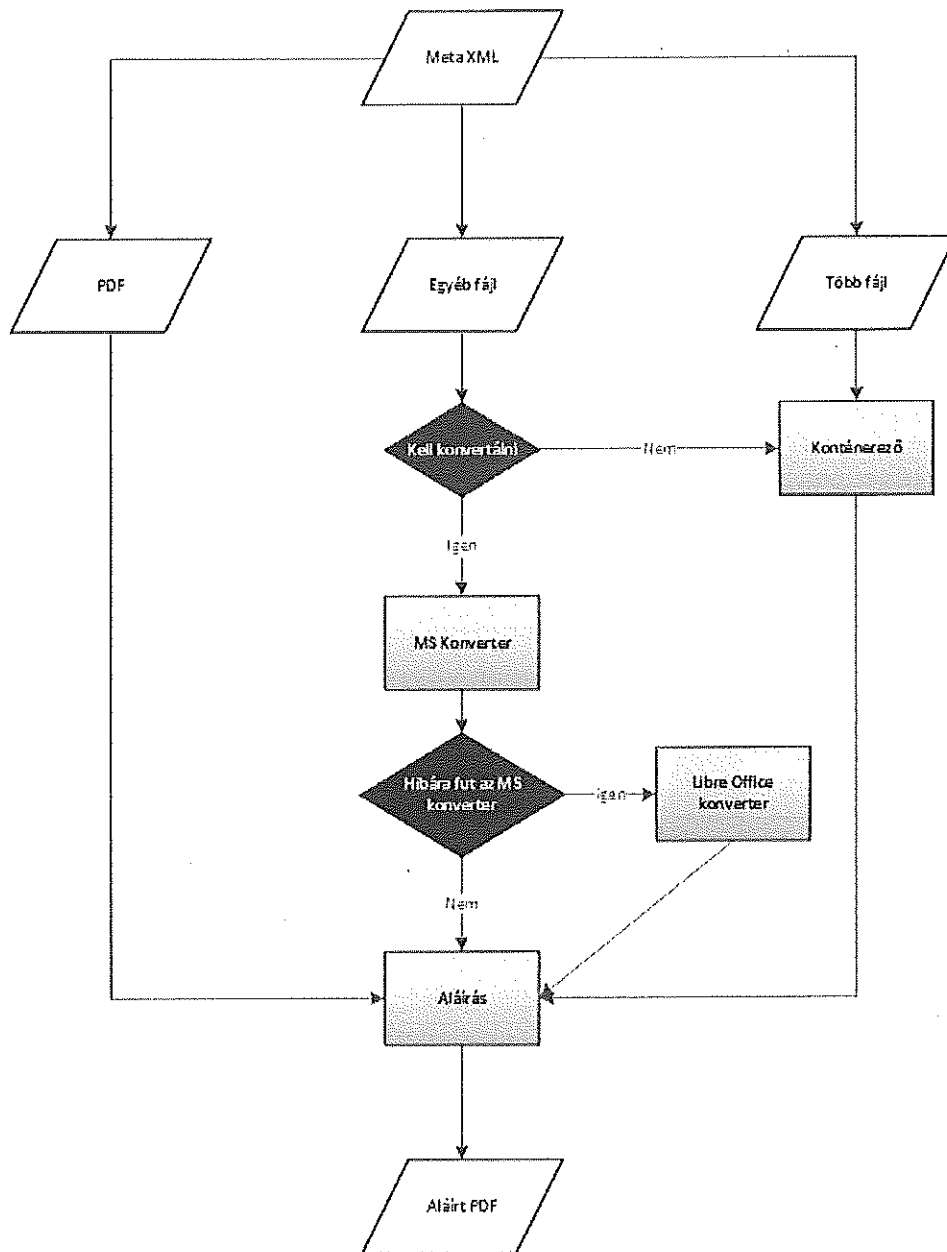 Meta XML
PDF
Egyéb fájl
Több fájl
Kell konvertálni
Nem
Konténerező
Igen
MS Konverter
Hibára fut az MS
konverter
Igen
Libre Office
konverter
Nem
Aláírás
Aláírt PDF